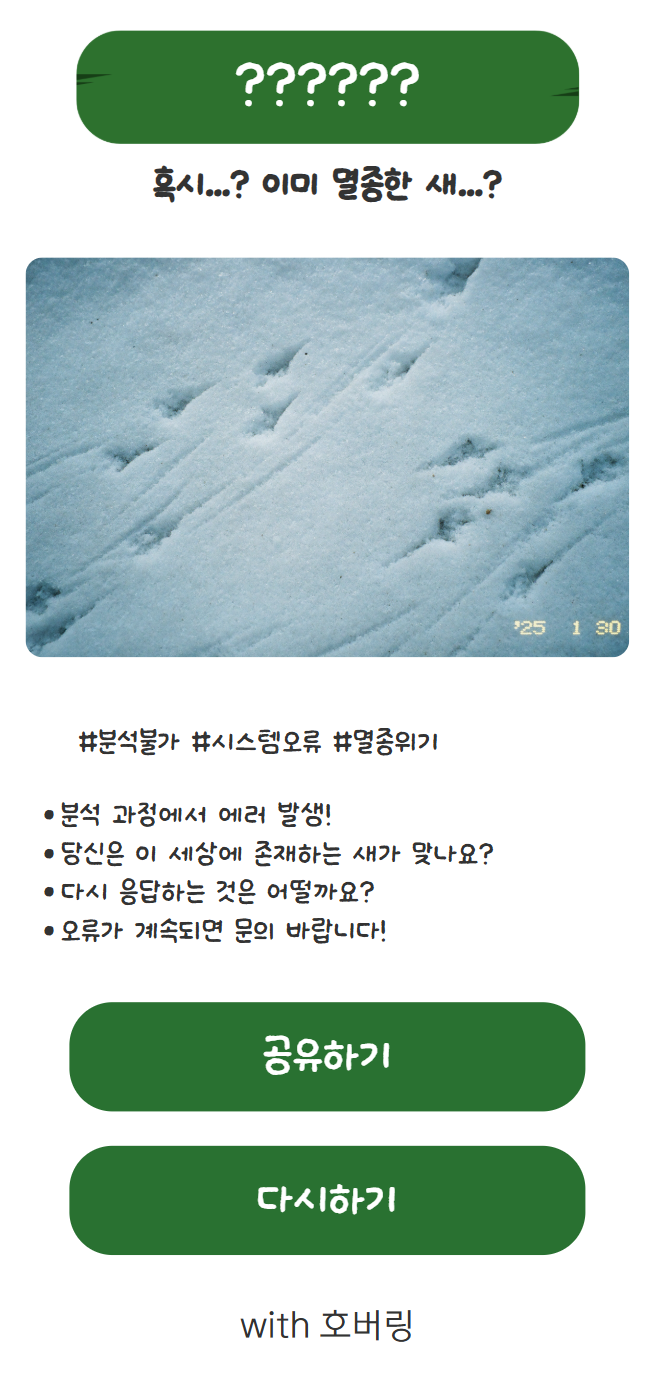 ??????
혹시...? 이미 멸종한 새...?
'25 1 30
#분석불가 #시스템오류 #멸종위기
• 분석 과정에서 에러 발생!
• 당신은 이 세상에 존재하는 새가 맞나요?
• 다시 응답하는 것은 어떨까요?
• 오류가 계속되면 문의 바랍니다!
공유하기
다시하기
with 호버링